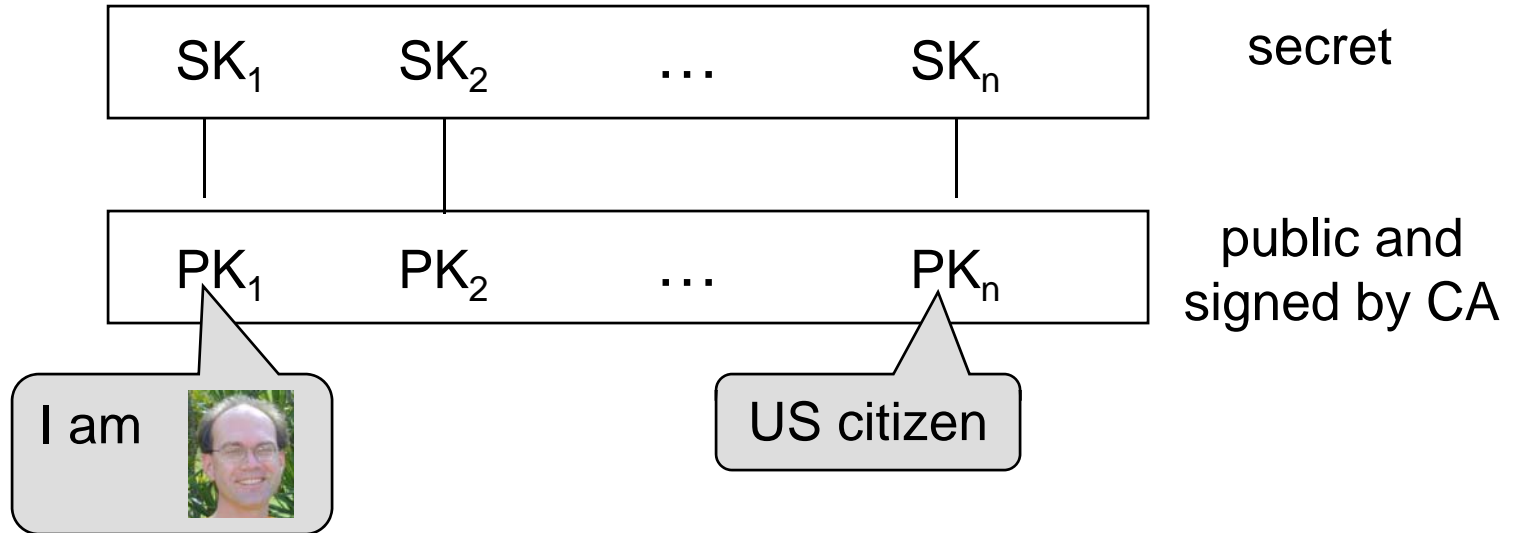 SK₁ SK₂ … SKₙ secret
PK₁ PK₂ … PKₙ public and
signed by CA
I am
US citizen